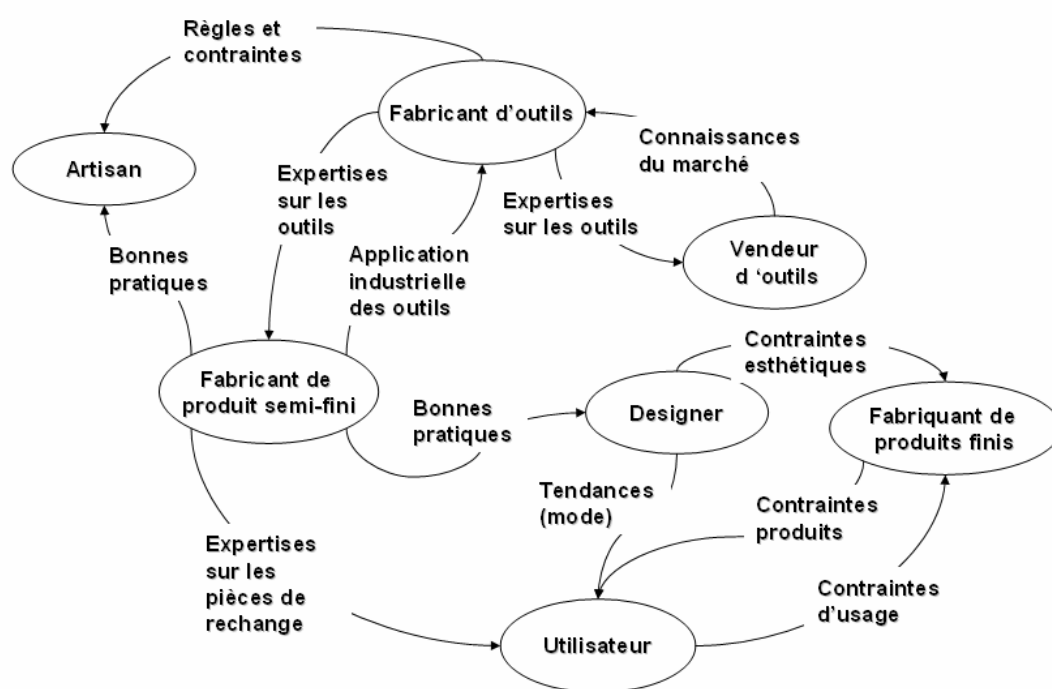 Règles et
contraintes
Fabricant d'outils
Connaissances
du marché
Artisan
Expertises
sur les
outils
Expertises
sur les outils
Bonnes
pratiques
Application
industrielle
des outils
Vendeur
d ‘outils
Contraintes
esthétiques
Fabricant de
produit semi-fini
Bonnes
pratiques
Designer
Fabriquant de
produits finis
Tendances
(mode)
Contraintes
produits
Expertises
sur les
pièces de
rechange
Contraintes
d'usage
Utilisateur